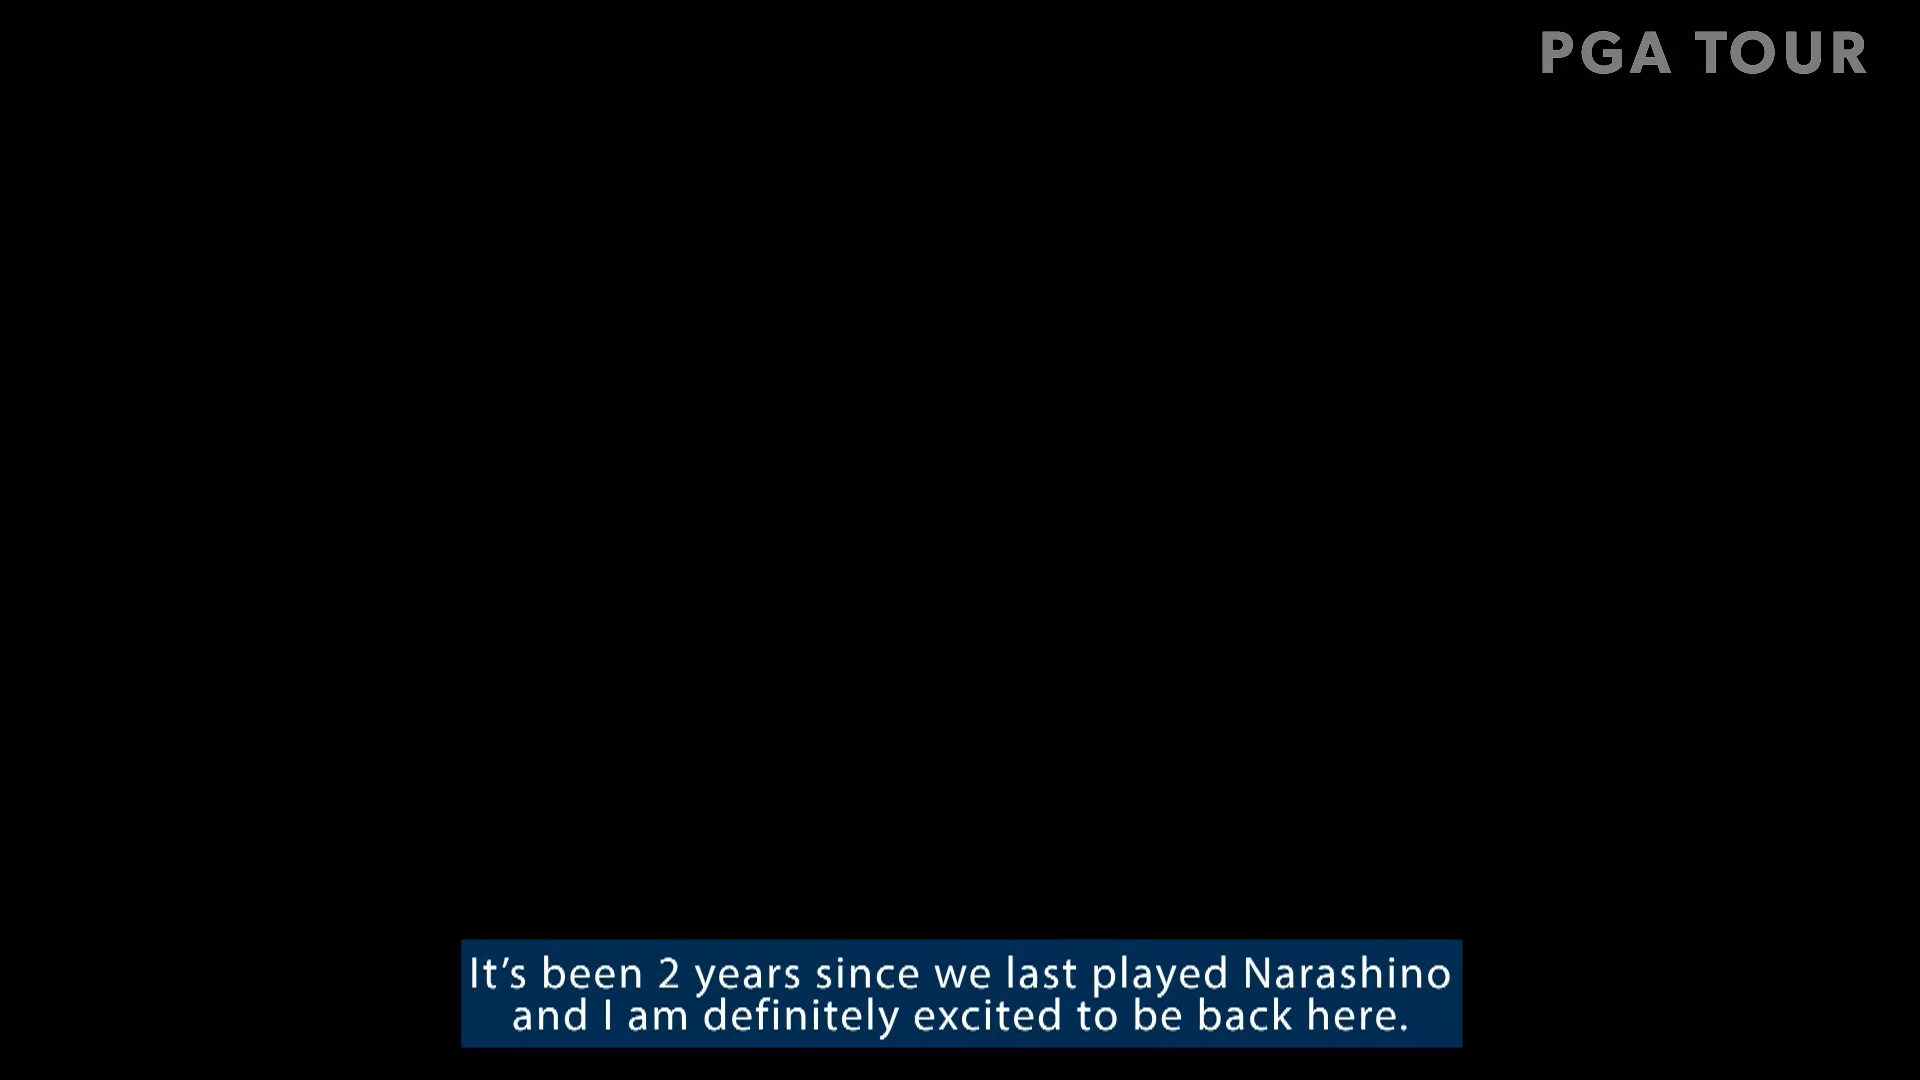 PGA TOUR
It’s been 2 years since we last played Narashino
and I am definitely excited to be back here.